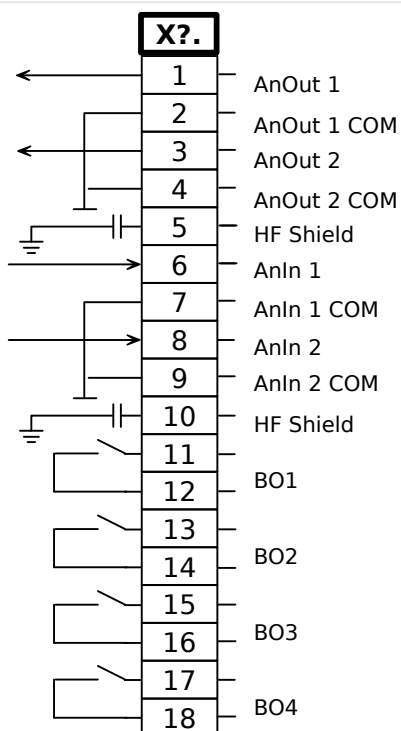 X?.
1 AnOut 1
2 AnOut 1 COM
3 AnOut 2
4 AnOut 2 COM
5 HF Shield
6 AnIn 1
7 AnIn 1 COM
8 AnIn 2
9 AnIn 2 COM
10 HF Shield
11
12 BO1
13
14 BO2
15
16 BO3
17
18 BO4